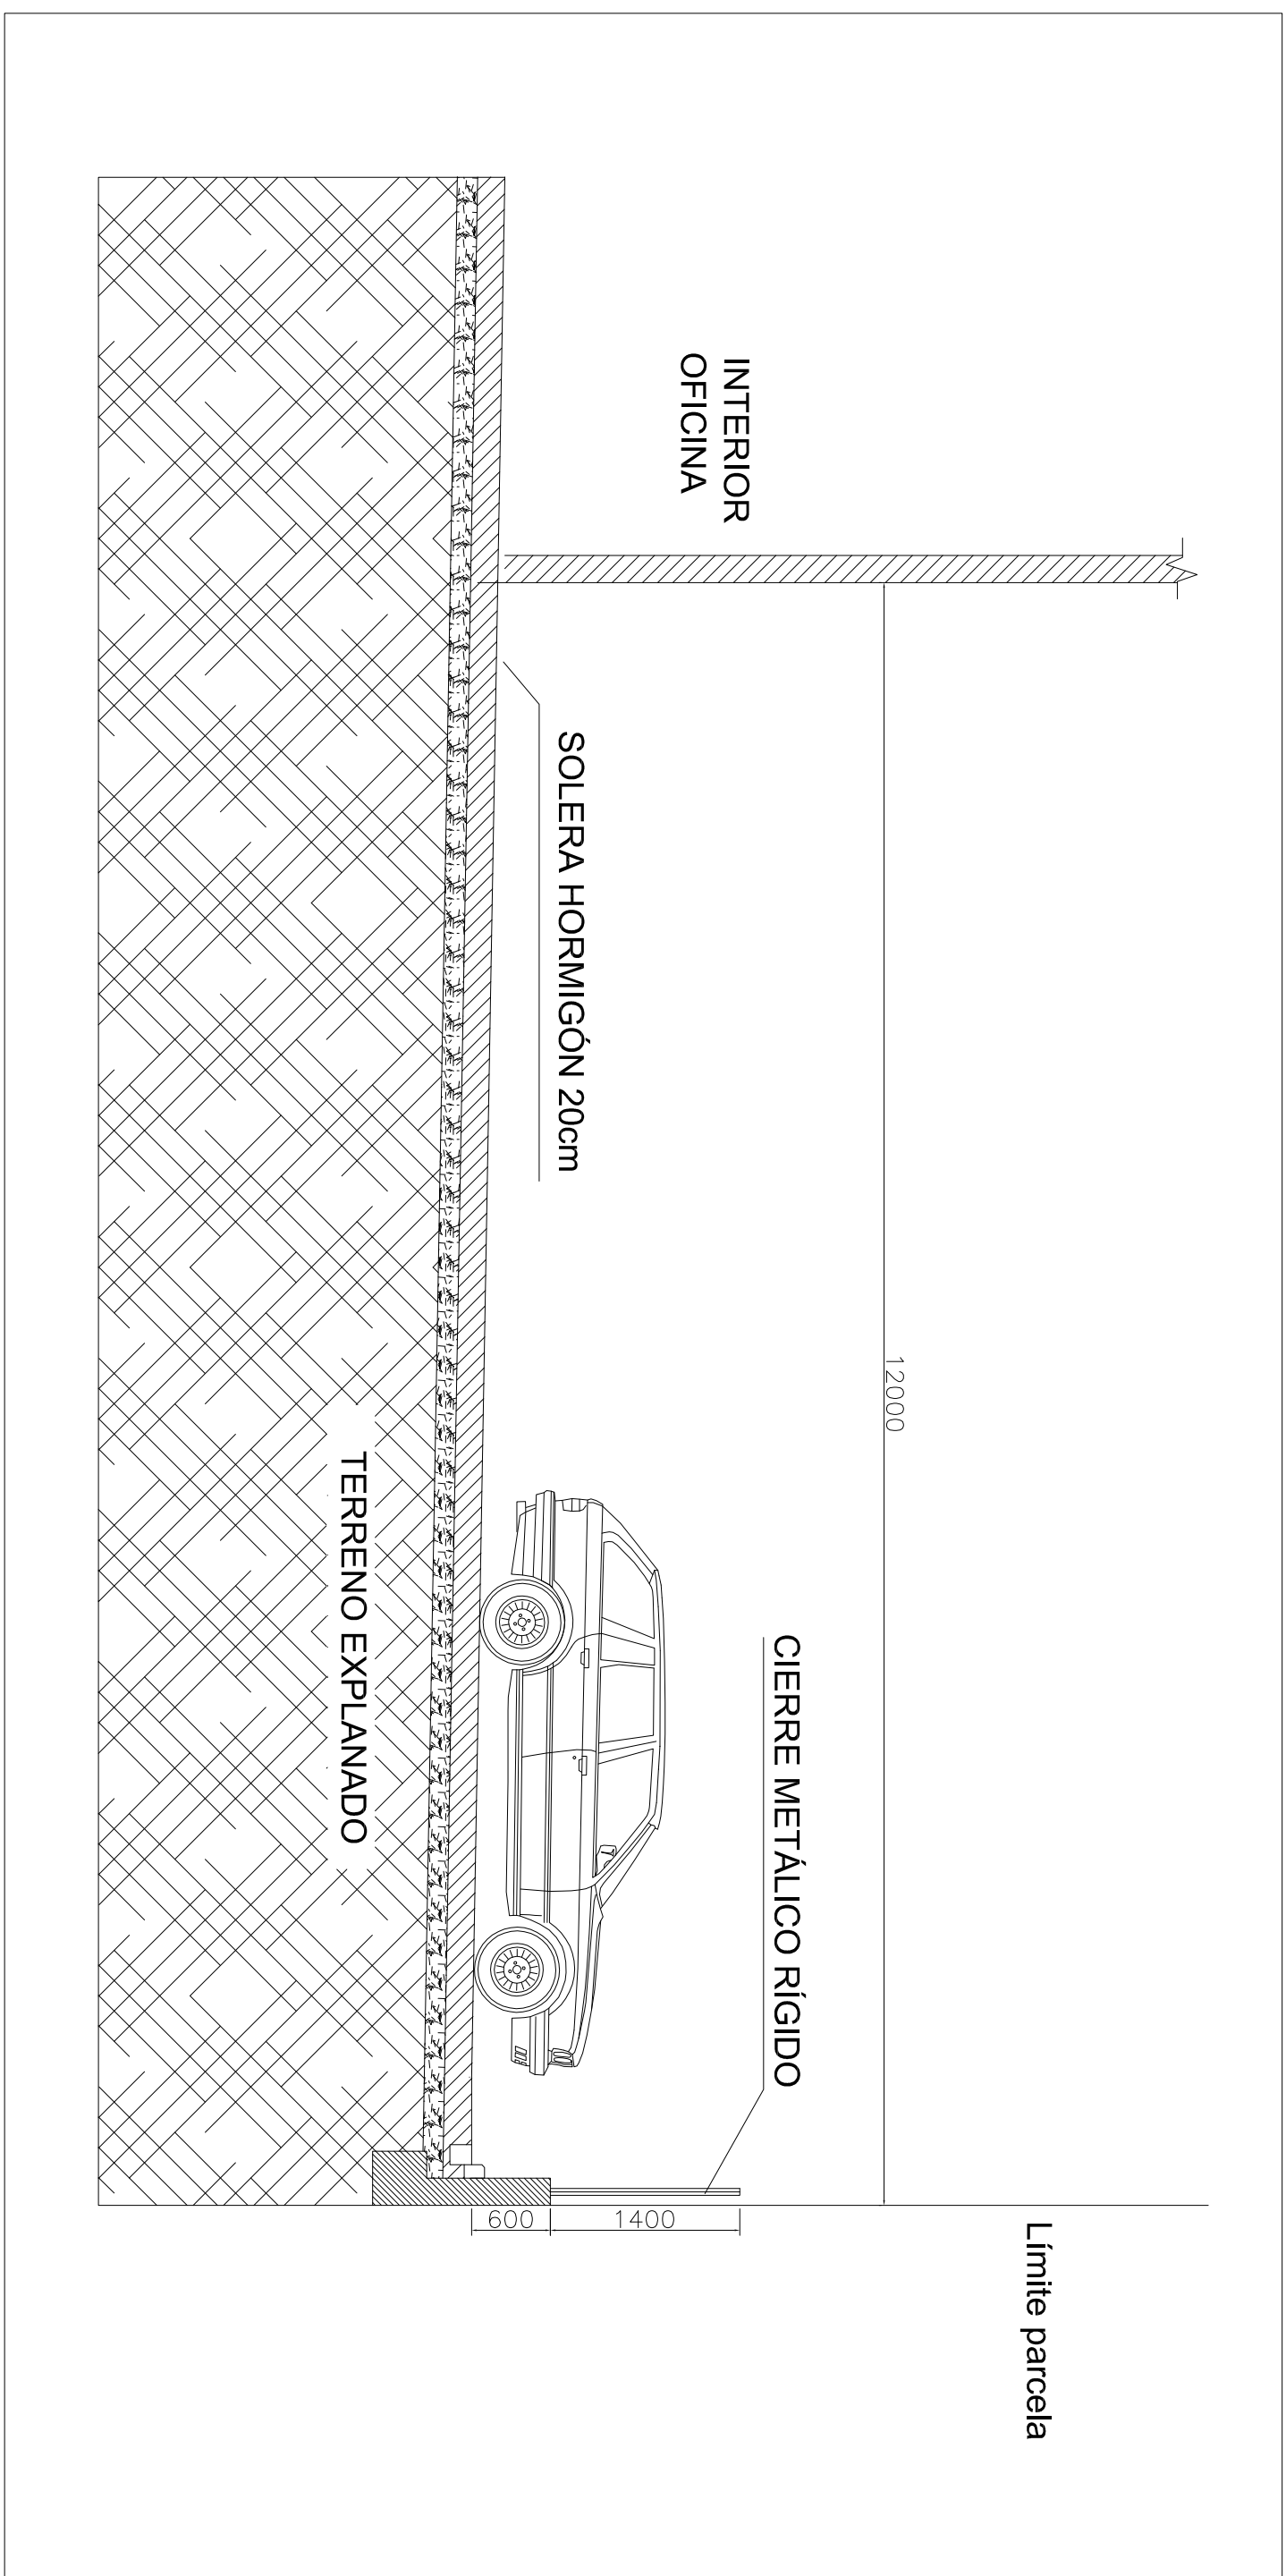 INTERIOR
OFICINA
12000
Límite parcela
SOLERA HORMIGÓN 20cm
CIERRE METÁLICO RÍGIDO
1400
600
TERRENO EXPLANADO